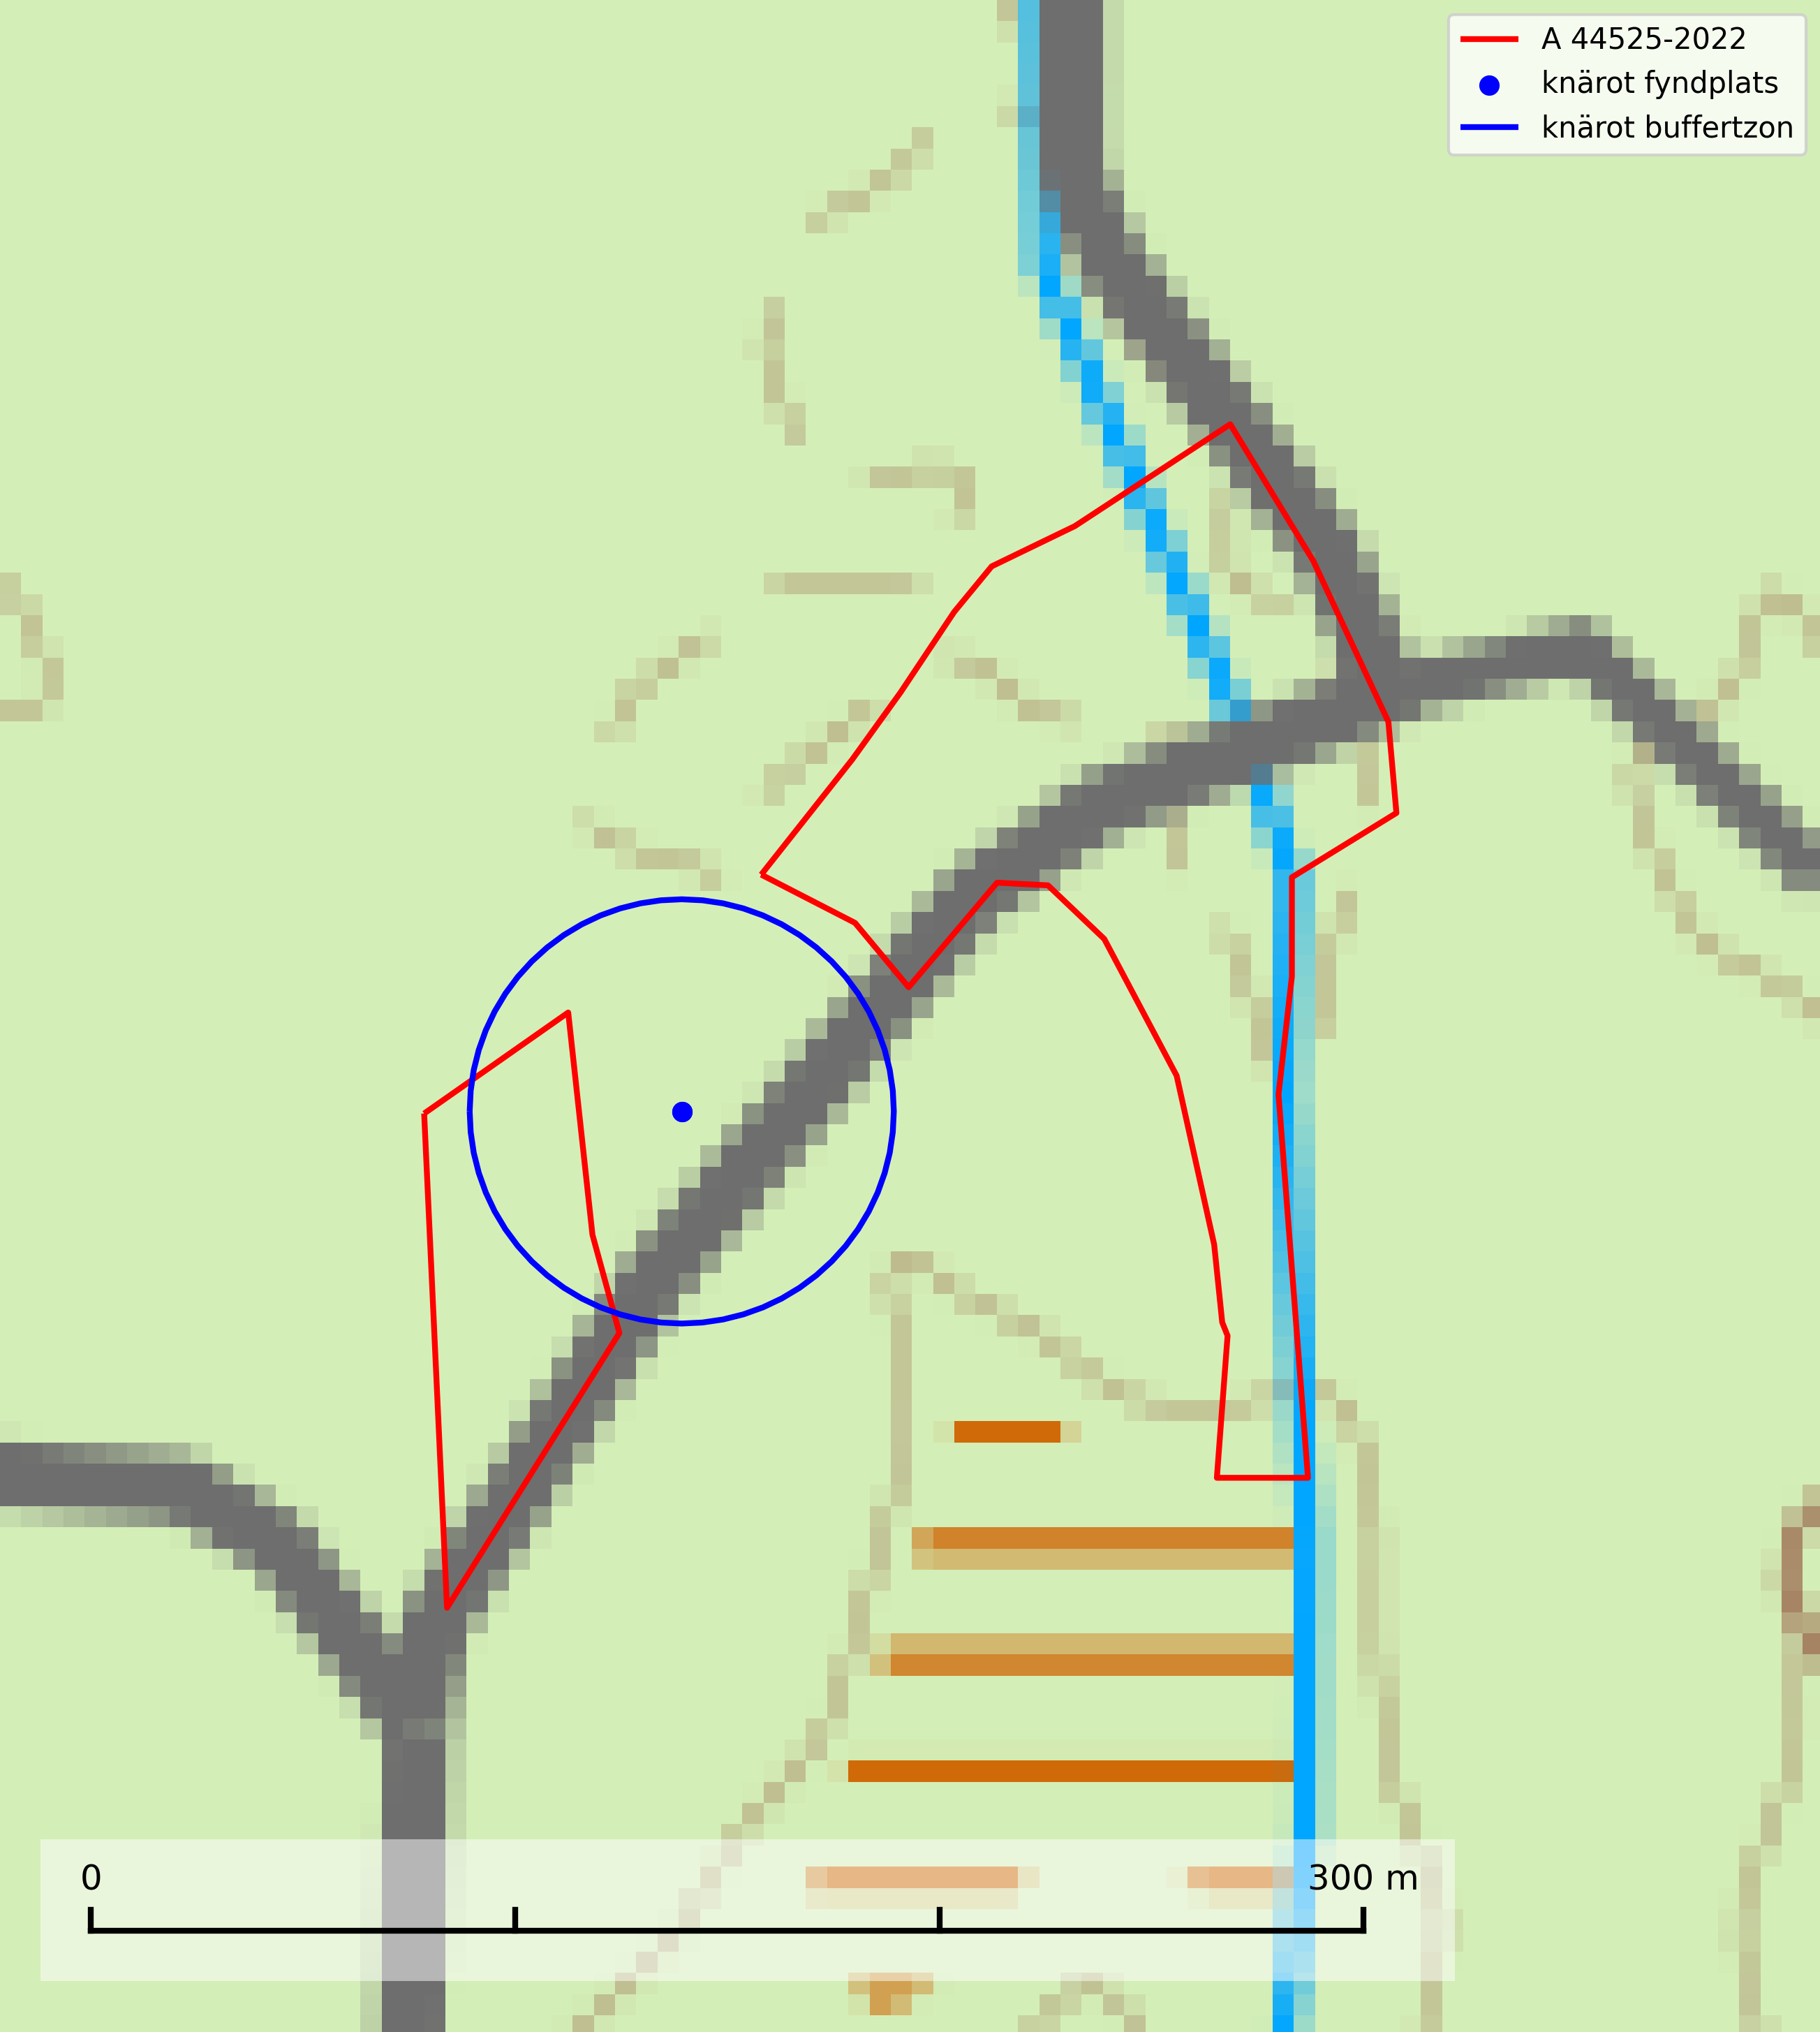 A 44525-2022
knärot fyndplats
knärot buffertzon
0
300 m